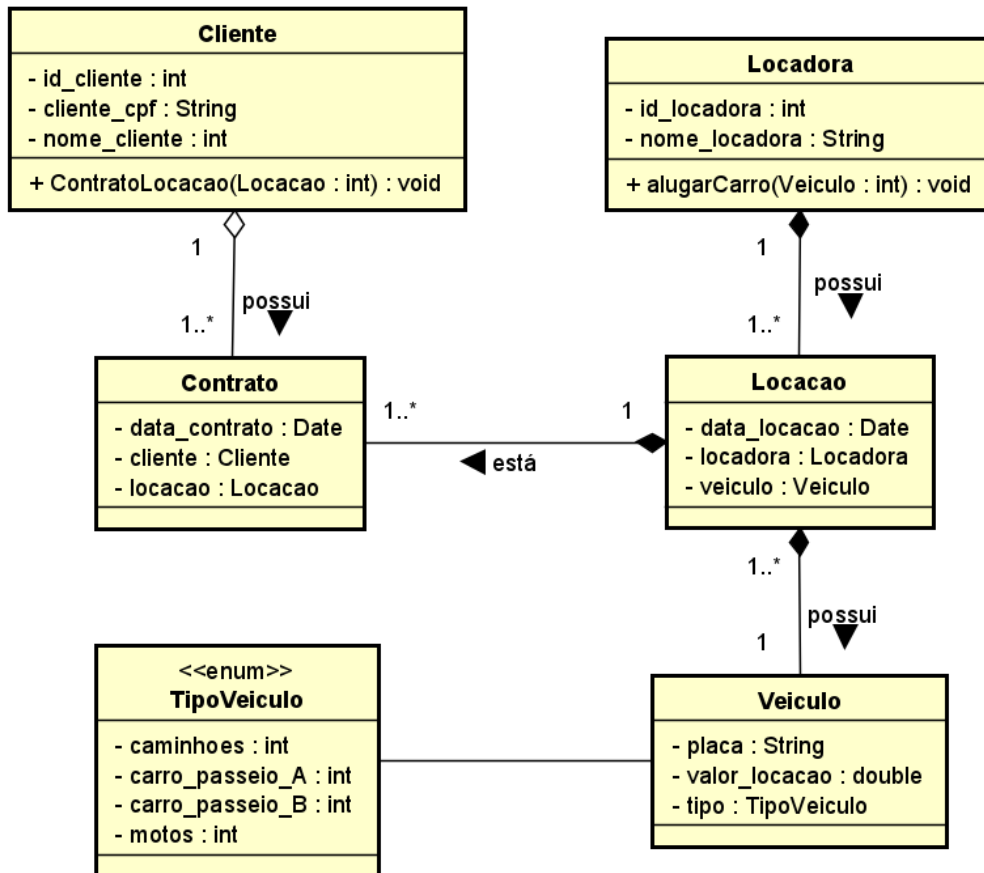 Cliente
- id_cliente : int
- cliente_cpf : String
- nome_cliente : int
+ ContratoLocacao(Locacao : int) : void
Locadora
- id_locadora : int
- nome_locadora : String
+ alugarCarro(Veiculo : int) : void
1
possui
1..*
1
possui
1..*
Contrato
- data_contrato : Date
- cliente : Cliente
- locacao : Locacao
1..*
1
está
Locacao
- data_locacao : Date
- locadora : Locadora
- veiculo : Veiculo
1..*
possui
1
<<enum>>
TipoVeiculo
- caminhoes : int
- carro_passeio_A : int
- carro_passeio_B : int
- motos : int
Veiculo
- placa : String
- valor_locacao : double
- tipo : TipoVeiculo